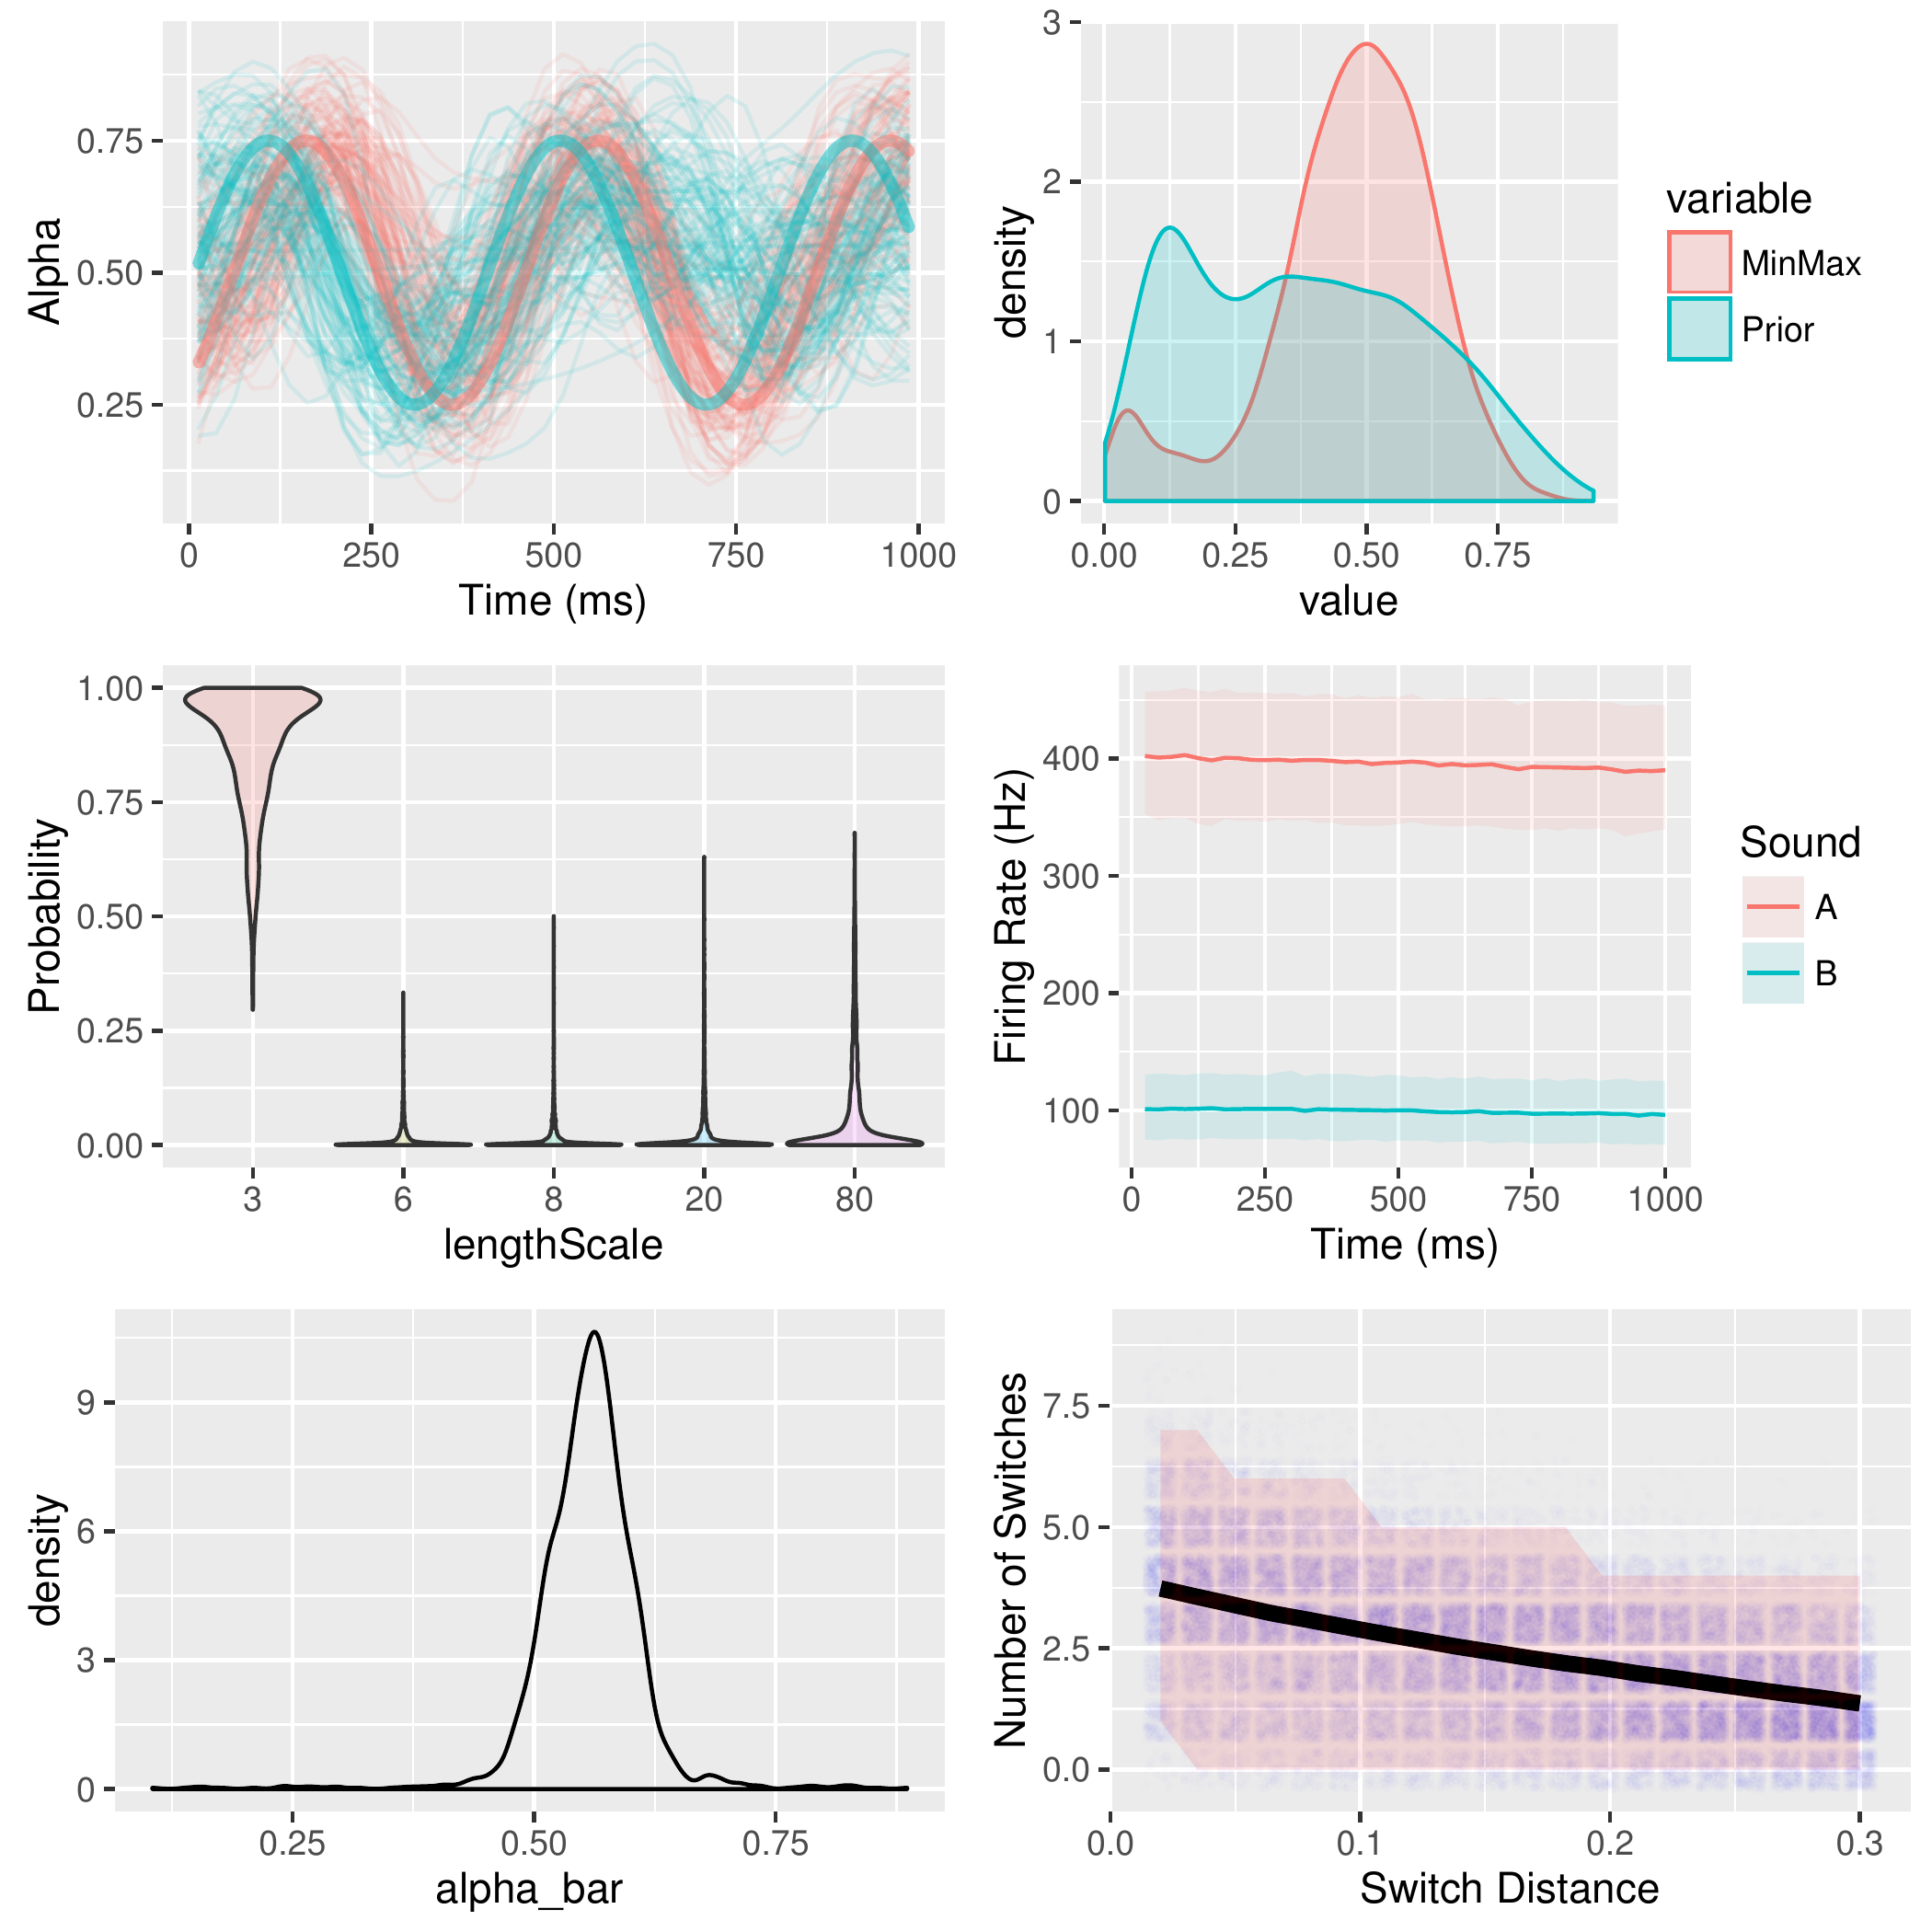 Alpha
0.75
0.50
0.25
0 250 500 750 1000
Time (ms)
density
3
2
1
0
0.00 0.25 0.50 0.75
value
variable
MinMax
Prior
Probability
1.00
0.75
0.50
0.25
0.00
3 6 8 20 80
lengthScale
Firing Rate (Hz)
400
300
200
100
0 250 500 750 1000
Time (ms)
Sound
A
B
density
9
6
3
0
0.25 0.50 0.75
alpha_bar
Number of Switches
7.5
5.0
2.5
0.0
0.0 0.1 0.2 0.3
Switch Distance